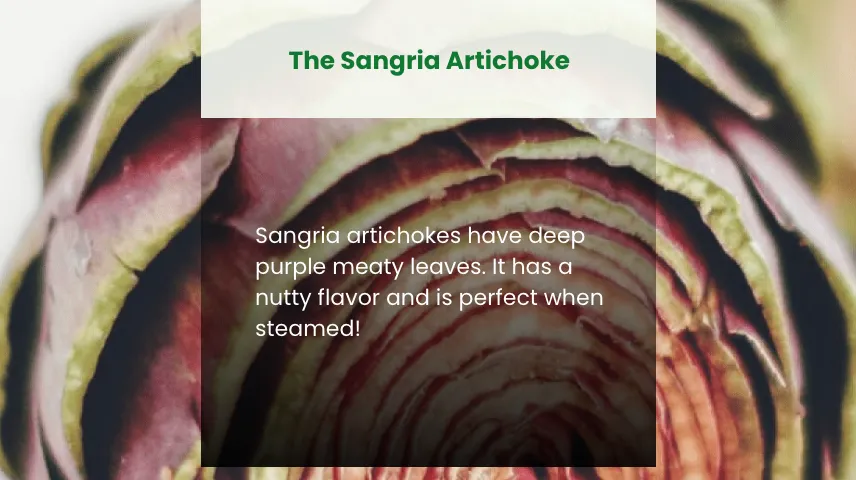 The Sangria Artichoke
Sangria artichokes have deep
purple meaty leaves. It has a
nutty flavor and is perfect when
steamed!